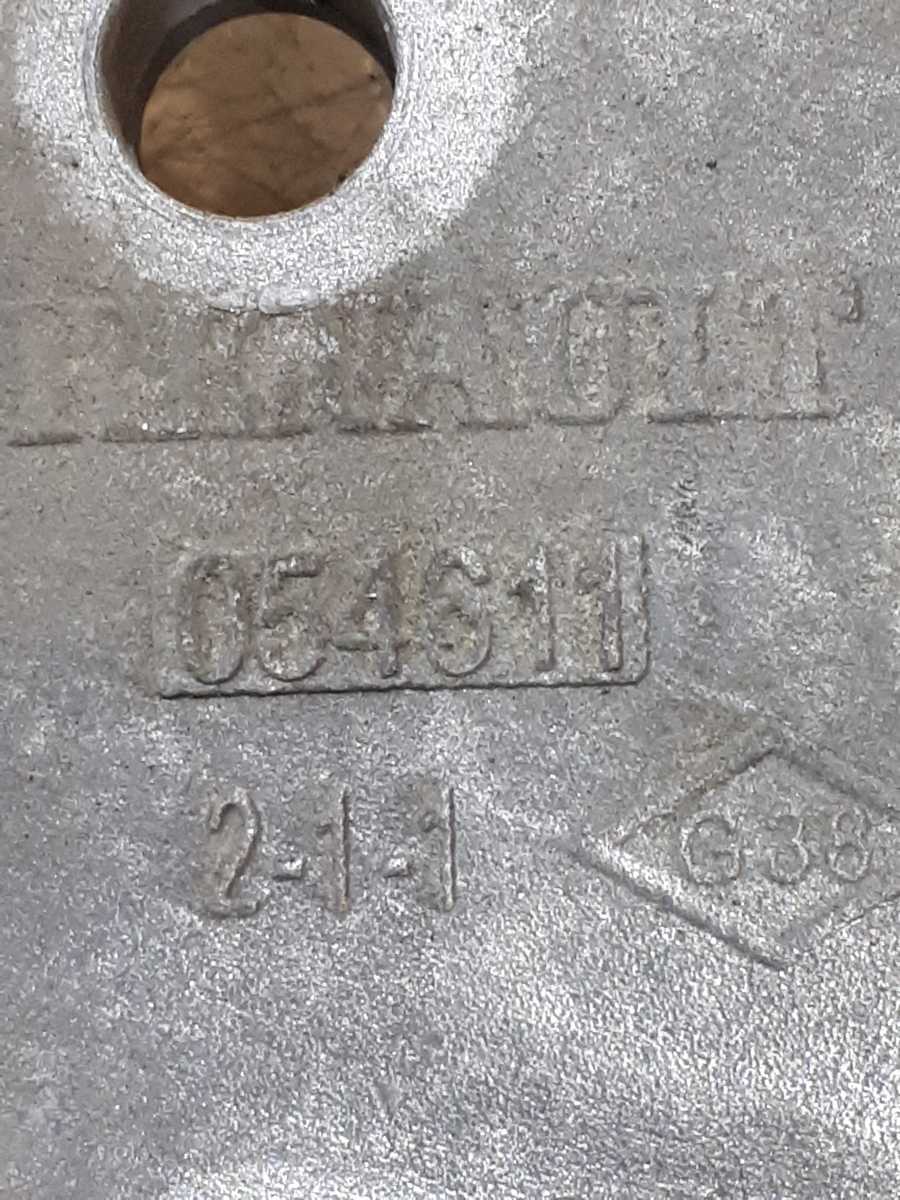 RENAULT
054611
2-1-1
G38